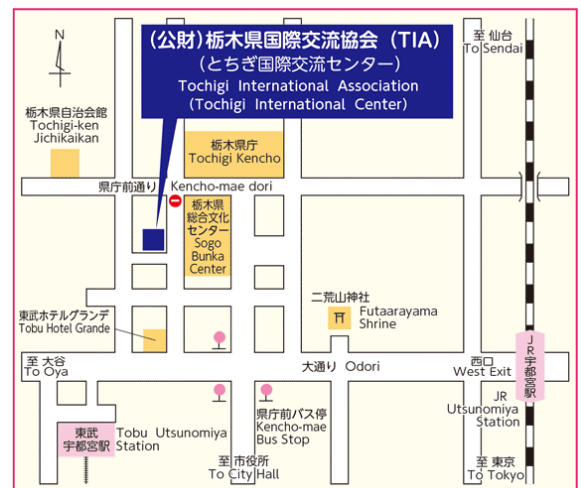 (公財)栃木県国際交流協会 (TIA)
(とちぎ国際交流センター)
Tochigi International Association
(Tochigi International Center)
至 仙台
To Sendai
N
栃木県自治会館
Tochigi-ken
Jichikaikan
栃木県庁
Tochigi Kencho
県庁前通り Kencho-mae dori
栃木県
総合文化
センター
Sogo
Bunka
Center
二荒山神社
Futaarayama
Shrine
東武ホテルグランデ
Tobu Hotel Grande
至 大谷
To Oya
大通り Odori
西口
West Exit
JR宇都宮駅
JR
Utsunomiya
Station
県庁前バス停
Kencho-mae
Bus Stop
東武
宇都宮駅
Tobu Utsunomiya
Station
至 市役所
To City Hall
至 東京
To Tokyo